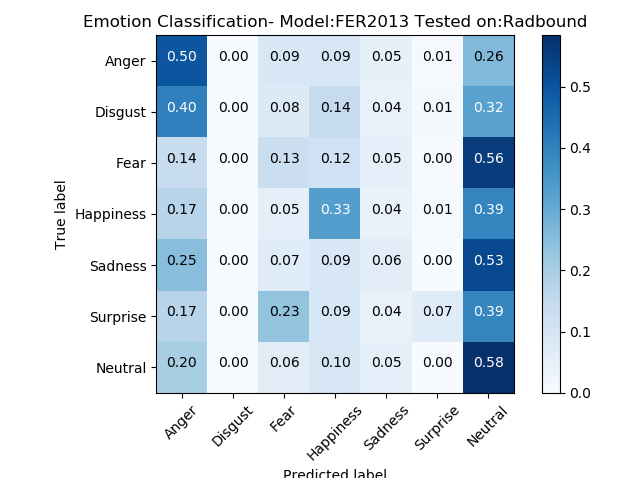 Emotion Classification- Model:FER2013 Tested on:Radbound
True label
Anger 0.50 0.00 0.09 0.09 0.05 0.01 0.26
Disgust 0.40 0.00 0.08 0.14 0.04 0.01 0.32
Fear 0.14 0.00 0.13 0.12 0.05 0.00 0.56
Happiness 0.17 0.00 0.05 0.33 0.04 0.01 0.39
Sadness 0.25 0.00 0.07 0.09 0.06 0.00 0.53
Surprise 0.17 0.00 0.23 0.09 0.04 0.07 0.39
Neutral 0.20 0.00 0.06 0.10 0.05 0.00 0.58
Anger Disgust Fear Happiness Sadness Surprise Neutral
Predicted label
0.5
0.4
0.3
0.2
0.1
0.0